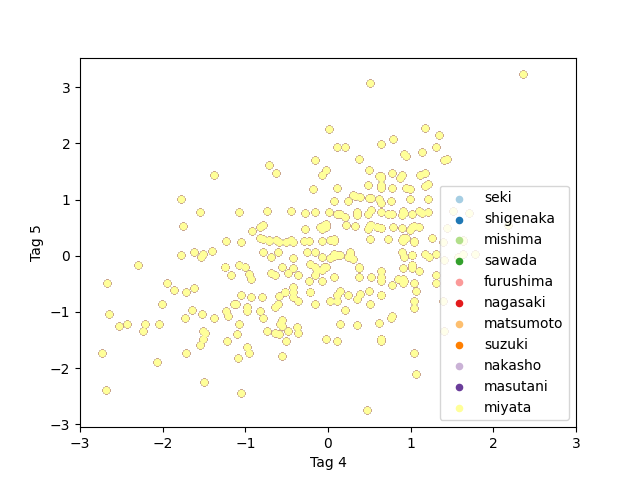 3
2
1
0
−1
−2
−3
Tag 5
−3
−2
−1
0
1
2
3
Tag 4
seki
shigenaka
mishima
sawada
furushima
nagasaki
matsumoto
suzuki
nakasho
masutani
miyata